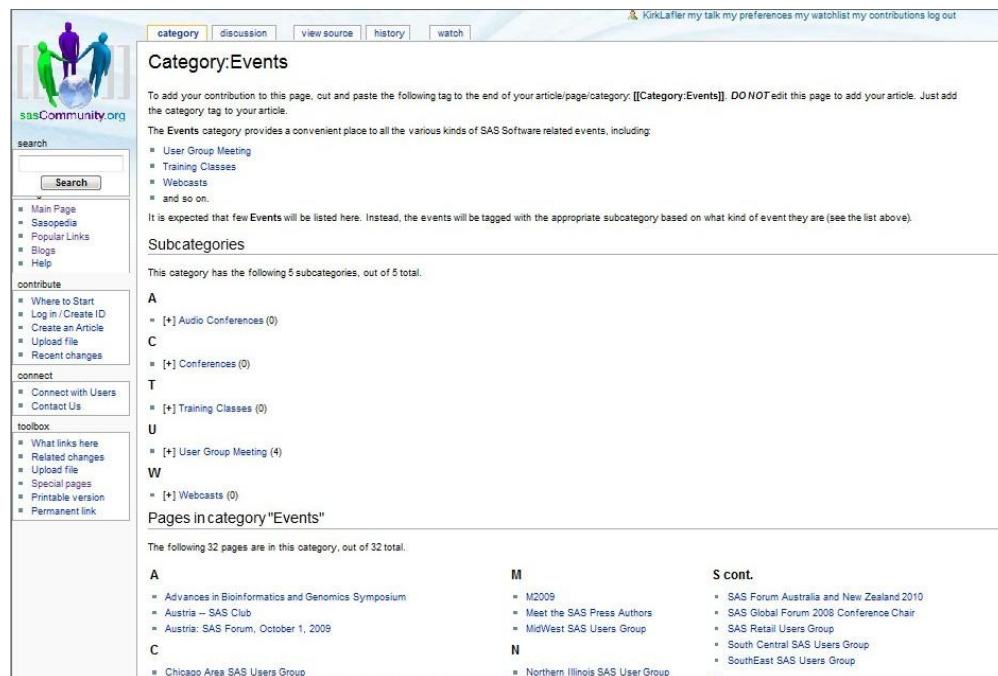 KirkLafler my talk my preferences my watchlist my contributions log out
category discussion view source history watch
sasCommunity.org
search
Search
Main Page
Sasopedia
Popular Links
Blogs
Help
contribute
Where to Start
Log in / Create ID
Create an Article
Upload file
Recent changes
connect
Connect with Users
Contact Us
toolbox
What links here
Related changes
Upload file
Special pages
Printable version
Permanent link
Category:Events
To add your contribution to this page, cut and paste the following tag to the end of your article/page/category: [[Category:Events]]. DO NOT edit this page to add your article. Just add
the category tag to your article.
The Events category provides a convenient place to all the various kinds of SAS Software related events, including:
User Group Meeting
Training Classes
Webcasts
and so on.
It is expected that few Events will be listed here. Instead, the events will be tagged with the appropriate subcategory based on what kind of event they are (see the list above).
Subcategories
This category has the following 5 subcategories, out of 5 total.
A
[+] Audio Conferences (0)
C
[+] Conferences (0)
T
[+] Training Classes (0)
U
[+] User Group Meeting (4)
W
[+] Webcasts (0)
Pages in category "Events"
The following 32 pages are in this category, out of 32 total.
A
Advances in Bioinformatics and Genomics Symposium
Austria -- SAS Club
Austria: SAS Forum, October 1, 2009
C
Chicago Area SAS Users Group
M
M2009
Meet the SAS Press Authors
MidWest SAS Users Group
N
Northern Illinois SAS User Group
S cont.
SAS Forum Australia and New Zealand 2010
SAS Global Forum 2008 Conference Chair
SAS Retail Users Group
South Central SAS Users Group
SouthEast SAS Users Group